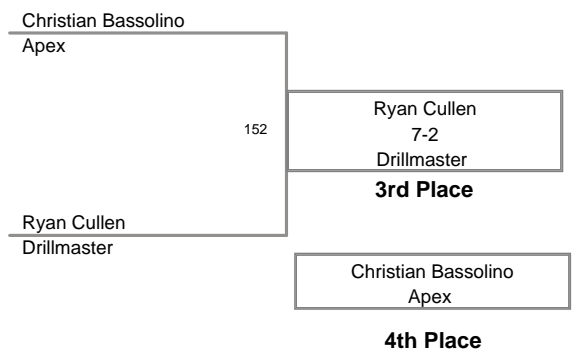 Christian Bassolino
Apex
152
Ryan Cullen
7-2
Drillmaster
3rd Place
Ryan Cullen
Drillmaster
Christian Bassolino
Apex
4th Place